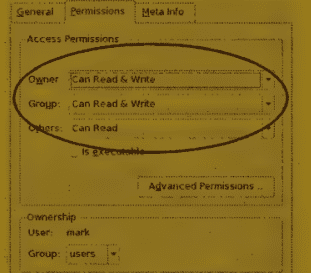 General Permissions Meta Info
Access Permissions
Owner Can Read & Write
Group: Can Read & Write
Others: Can Read
Is executable
Advanced Permissions ...
Ownership
User: mark
Group: users